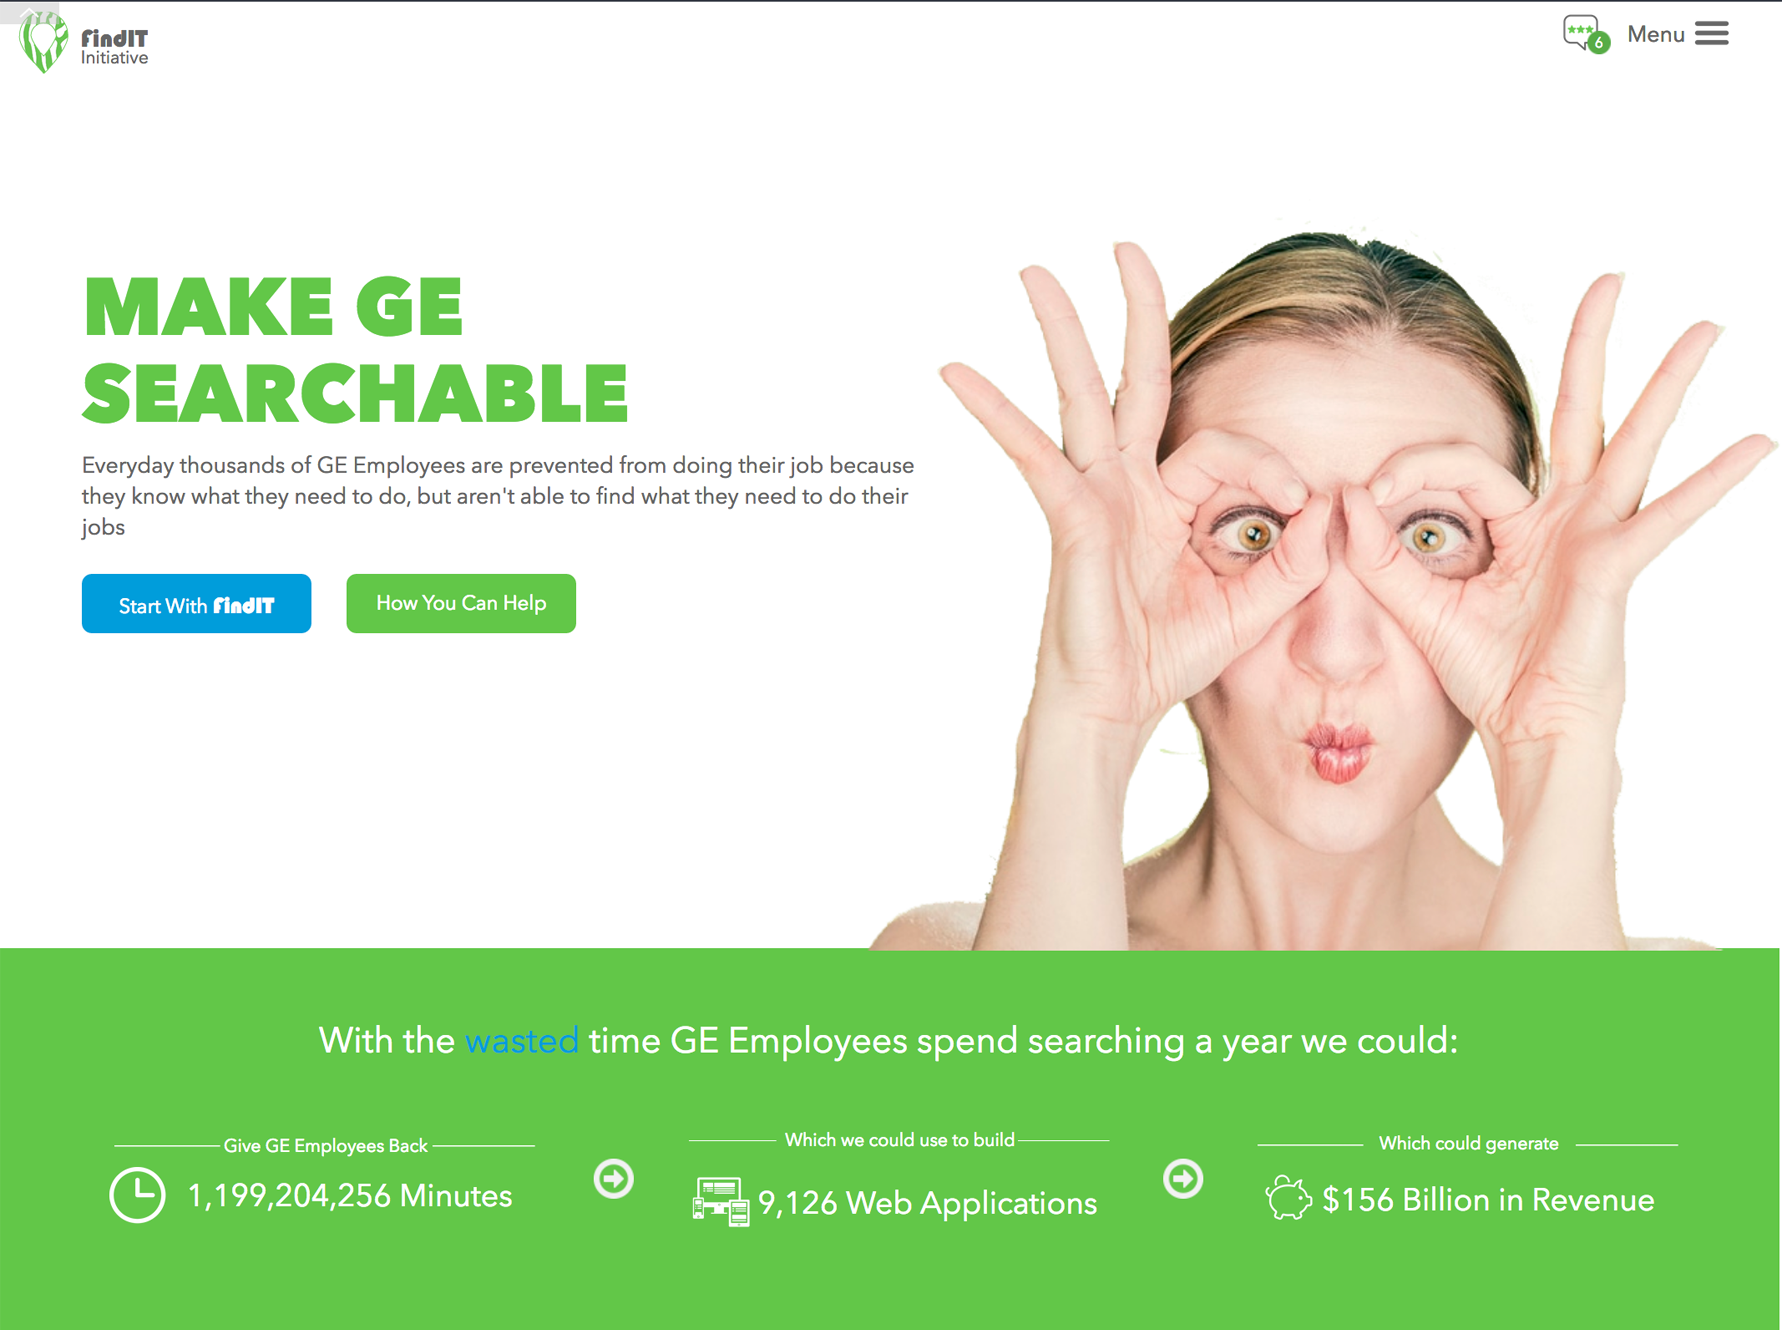 FindIT
Initiative
6
Menu
MAKE GE
SEARCHABLE
Everyday thousands of GE Employees are prevented from doing their job because
they know what they need to do, but aren't able to find what they need to do their
jobs
Start With FindIT
How You Can Help
With the wasted time GE Employees spend searching a year we could:
Give GE Employees Back
1,199,204,256 Minutes
Which we could use to build
9,126 Web Applications
Which could generate
$156 Billion in Revenue